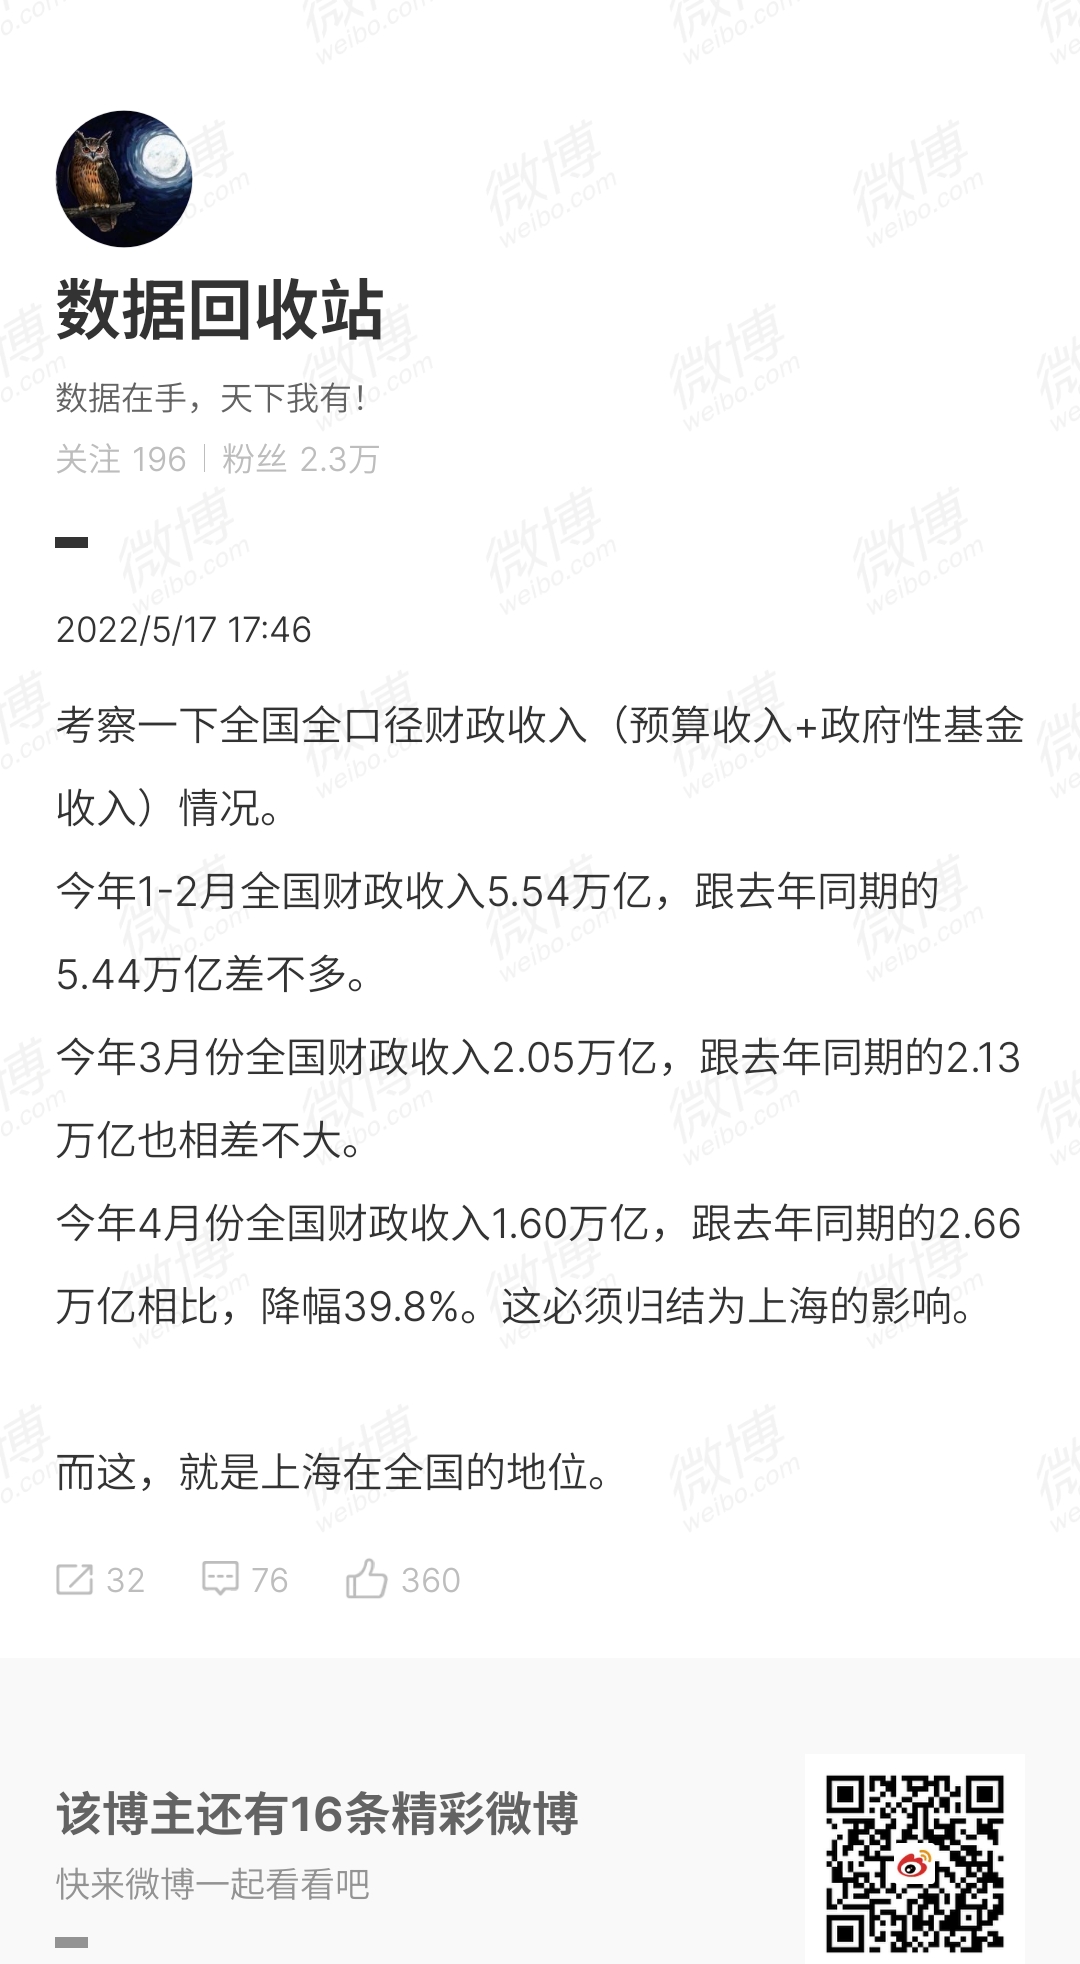 数据回收站
数据在手，天下我有！
关注 196 | 粉丝 2.3万
2022/5/17 17:46
考察一下全国全口径财政收入（预算收入+政府性基金
收入）情况。
今年1-2月全国财政收入5.54万亿，跟去年同期的
5.44万亿差不多。
今年3月份全国财政收入2.05万亿，跟去年同期的2.13
万亿也相差不大。
今年4月份全国财政收入1.60万亿，跟去年同期的2.66
万亿相比，降幅39.8%。这必须归结为上海的影响。
而这，就是上海在全国的地位。
32 76 360
该博主还有16条精彩微博
快来微博一起看看吧
微博
weibo.com